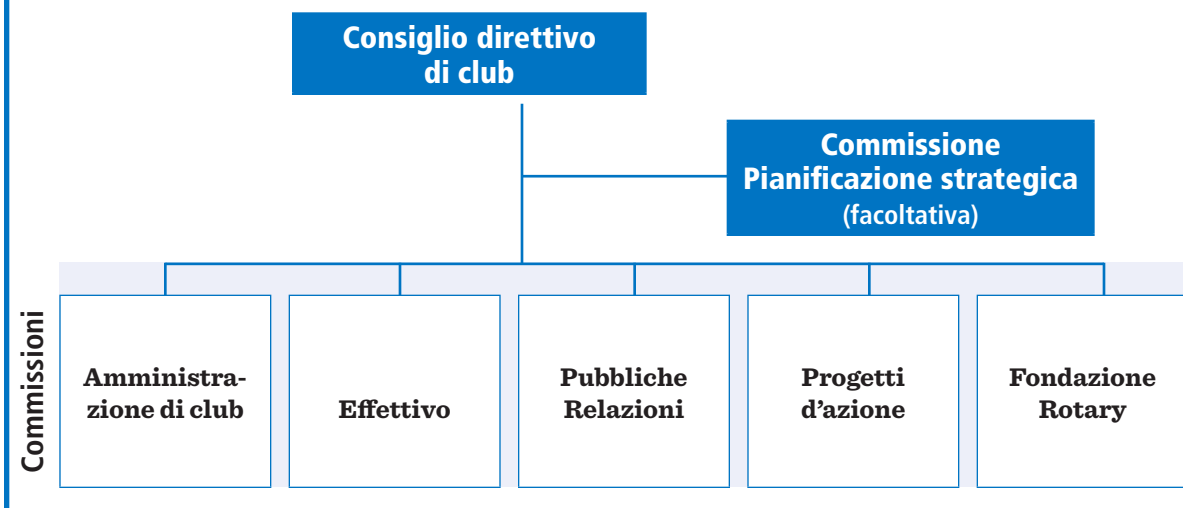 Consiglio direttivo
di club
Commissione
Pianificazione strategica
(facoltativa)
Commissioni
Amministra-
zione di club
Effettivo
Pubbliche
Relazioni
Progetti
d’azione
Fondazione
Rotary